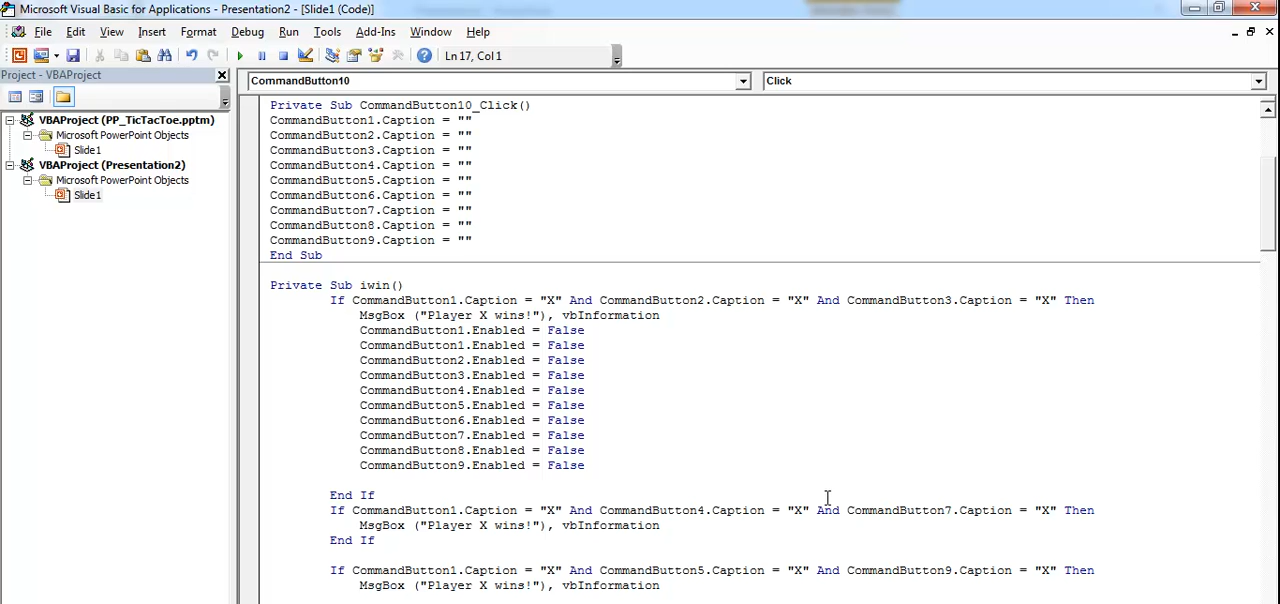 Microsoft Visual Basic for Applications - Presentation2 - [Slide1 (Code)]
File Edit View Insert Format Debug Run Tools Add-Ins Window Help
Ln 17, Col 1
Project - VBAProject
CommandButton10
Click
VBAProject (PP_TicTacToe.pptm)
Microsoft PowerPoint Objects
Slide1
VBAProject (Presentation2)
Microsoft PowerPoint Objects
Slide1
Private Sub CommandButton10_Click()
CommandButton1.Caption = ""
CommandButton2.Caption = ""
CommandButton3.Caption = ""
CommandButton4.Caption = ""
CommandButton5.Caption = ""
CommandButton6.Caption = ""
CommandButton7.Caption = ""
CommandButton8.Caption = ""
CommandButton9.Caption = ""
End Sub
Private Sub iwin()
If CommandButton1.Caption = "X" And CommandButton2.Caption = "X" And CommandButton3.Caption = "X" Then
MsgBox ("Player X wins!"), vbInformation
CommandButton1.Enabled = False
CommandButton1.Enabled = False
CommandButton2.Enabled = False
CommandButton3.Enabled = False
CommandButton4.Enabled = False
CommandButton5.Enabled = False
CommandButton6.Enabled = False
CommandButton7.Enabled = False
CommandButton8.Enabled = False
CommandButton9.Enabled = False
End If
If CommandButton1.Caption = "X" And CommandButton4.Caption = "X" And CommandButton7.Caption = "X" Then
MsgBox ("Player X wins!"), vbInformation
End If
If CommandButton1.Caption = "X" And CommandButton5.Caption = "X" And CommandButton9.Caption = "X" Then
MsgBox ("Player X wins!"), vbInformation